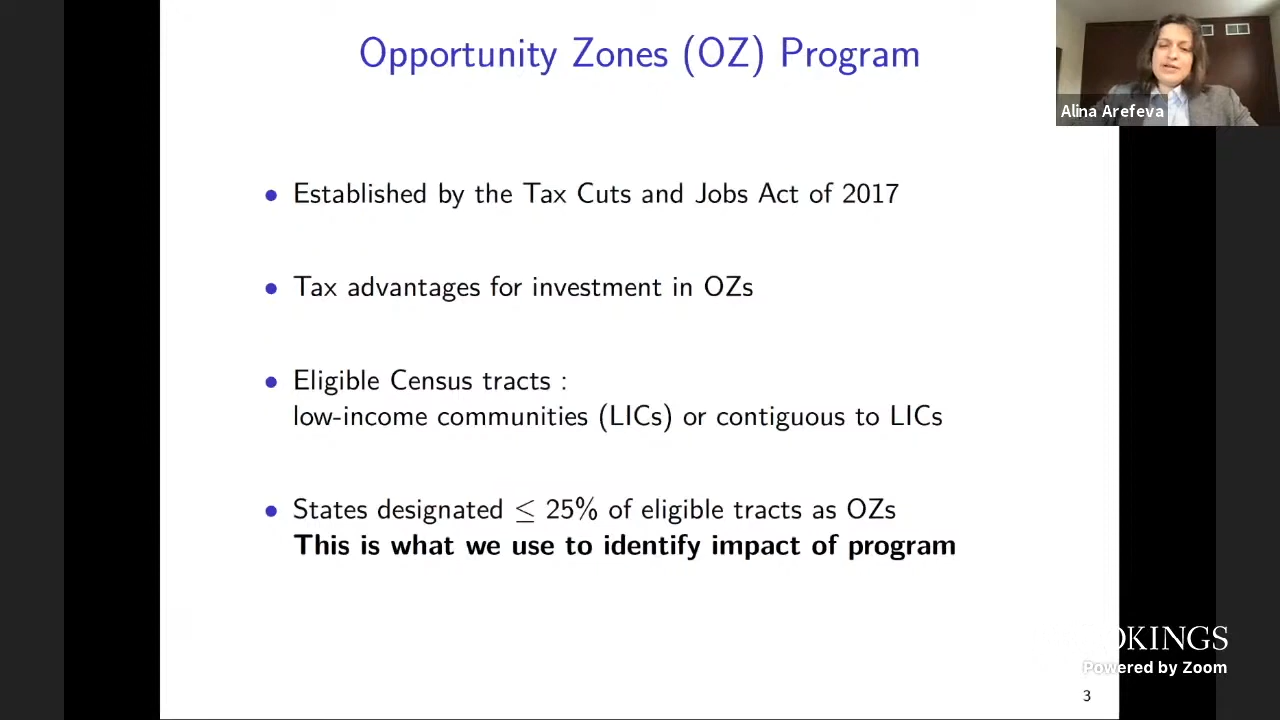 Opportunity Zones (OZ) Program
Alina Arefeva
• Established by the Tax Cuts and Jobs Act of 2017
• Tax advantages for investment in OZs
• Eligible Census tracts :
low-income communities (LICs) or contiguous to LICs
• States designated ≤ 25% of eligible tracts as OZs
This is what we use to identify impact of program
OKINGS
Powered by Zoom
3